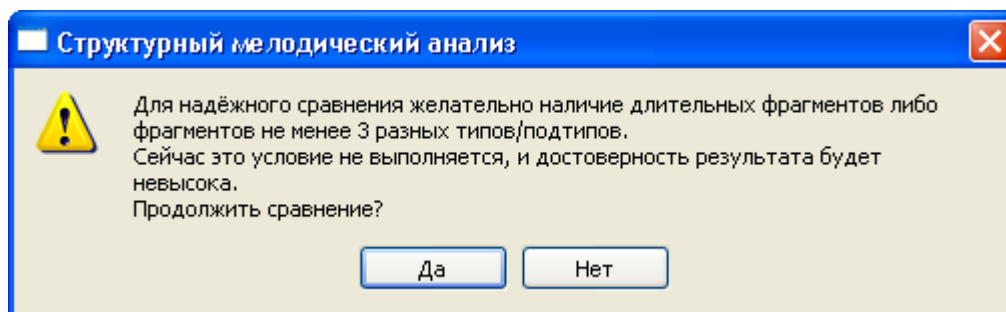 Структурный мелодический анализ
Для надёжного сравнения желательно наличие длительных фрагментов либо
фрагментов не менее 3 разных типов/подтипов.
Сейчас это условие не выполняется, и достоверность результата будет
невысока.
Продолжить сравнение?
Да
Нет